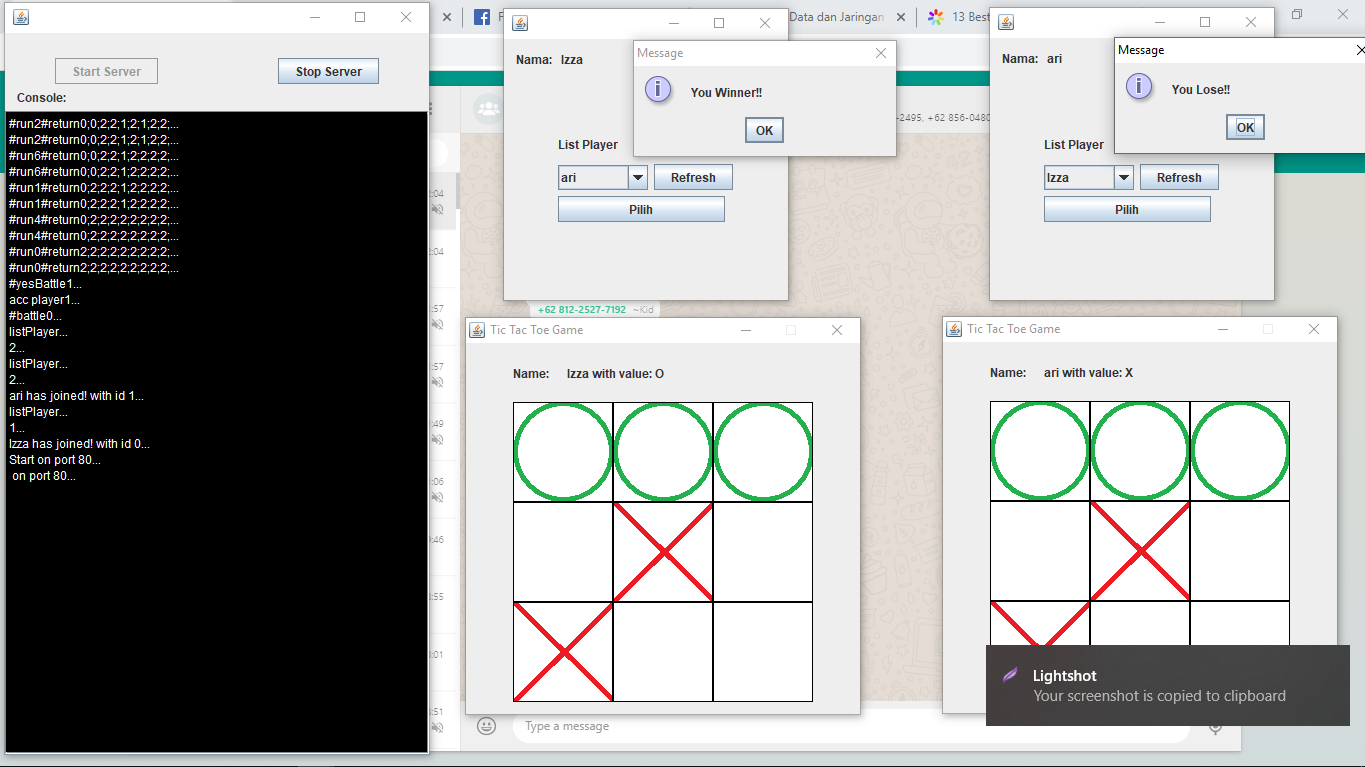 Start Server
Stop Server
Console:
#run2#return0;0;2;2;1;2;1;2;2;...
#run2#return0;0;2;2;1;2;1;2;2;...
#run6#return0;0;2;2;1;2;2;2;2;...
#run6#return0;0;2;2;1;2;2;2;2;...
#run1#return0;2;2;2;1;2;2;2;2;...
#run1#return0;2;2;2;1;2;2;2;2;...
#run4#return0;2;2;2;2;2;2;2;2;...
#run4#return0;2;2;2;2;2;2;2;2;...
#run0#return2;2;2;2;2;2;2;2;2;...
#run0#return2;2;2;2;2;2;2;2;2;...
#yesBattle1...
acc player1...
#battle0...
listPlayer...
2...
listPlayer...
2...
ari has joined! with id 1...
listPlayer...
1...
Izza has joined! with id 0...
Start on port 80...
on port 80...
Data dan Jaringan
13 Best
Nama: Izza
Message
You Winner!!
OK
List Player
ari
Refresh
Pilih
Nama: ari
Message
You Lose!!
OK
-2495, +62 856-0480
List Player
Izza
Refresh
Pilih
+62 812-2527-7192 ~Kid
Tic Tac Toe Game
Name: Izza with value: O
Tic Tac Toe Game
Name: ari with value: X
Lightshot
Your screenshot is copied to clipboard
Type a message
:04
:04
:57
:57
:49
:06
:46
:55
:01
:51